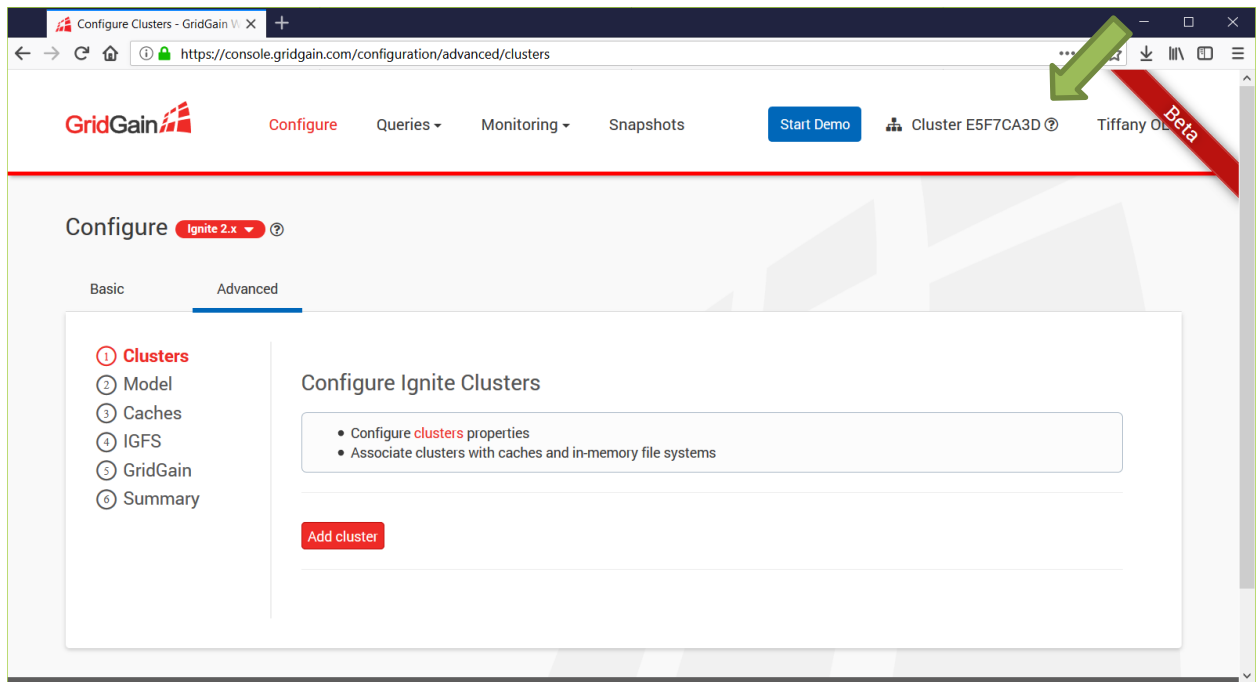 Configure Clusters - GridGain W
https://console.gridgain.com/configuration/advanced/clusters
GridGain
Configure Queries Monitoring Snapshots Start Demo Cluster E5F7CA3D Tiffany
Beta
Configure Ignite 2.x
Basic Advanced
1 Clusters
2 Model
3 Caches
4 IGFS
5 GridGain
6 Summary
Configure Ignite Clusters
Configure clusters properties
Associate clusters with caches and in-memory file systems
Add cluster